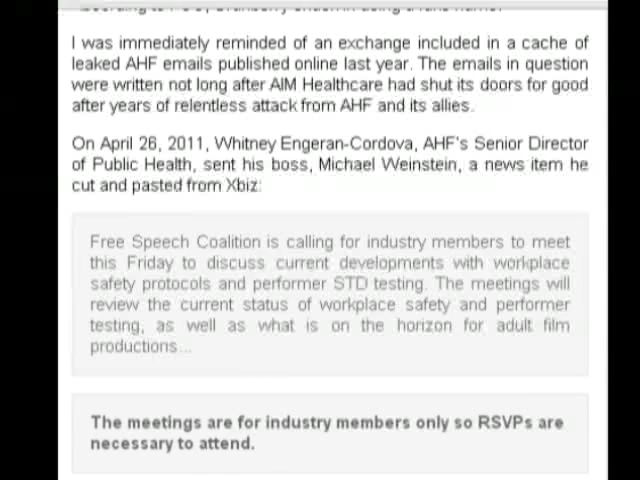 I was immediately reminded of an exchange included in a cache of
leaked AHF emails published online last year. The emails in question
were written not long after AIM Healthcare had shut its doors for good
after years of relentless attack from AHF and its allies.
On April 26, 2011, Whitney Engeran-Cordova, AHF's Senior Director
of Public Health, sent his boss, Michael Weinstein, a news item he
cut and pasted from Xbiz:
Free Speech Coalition is calling for industry members to meet
this Friday to discuss current developments with workplace
safety protocols and performer STD testing. The meetings will
review the current status of workplace safety and performer
testing, as well as what is on the horizon for adult film
productions...
The meetings are for industry members only so RSVPs are
necessary to attend.